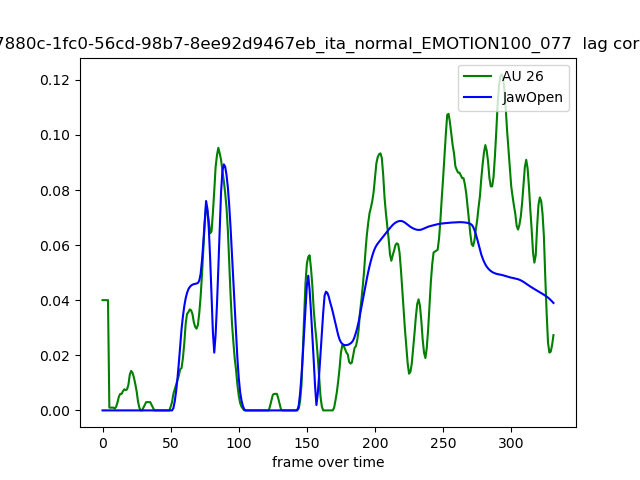 7880c-1fc0-56cd-98b7-8ee92d9467eb_ita_normal_EMOTION100_077 lag cor
AU 26
JawOpen
0.12
0.10
0.08
0.06
0.04
0.02
0.00
0 50 100 150 200 250 300
frame over time